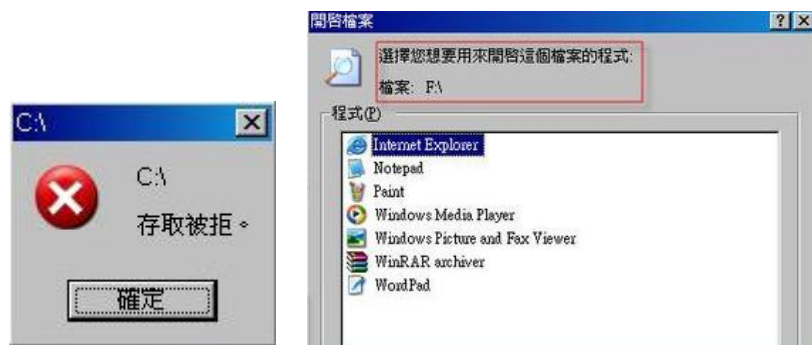 C:\
C:\
存取被拒。
確定
開啓檔案
選擇您想要用來開啓這個檔案的程式:
檔案: F:\
程式(P)
Internet Explorer
Notepad
Paint
Windows Media Player
Windows Picture and Fax Viewer
WinRAR archiver
WordPad